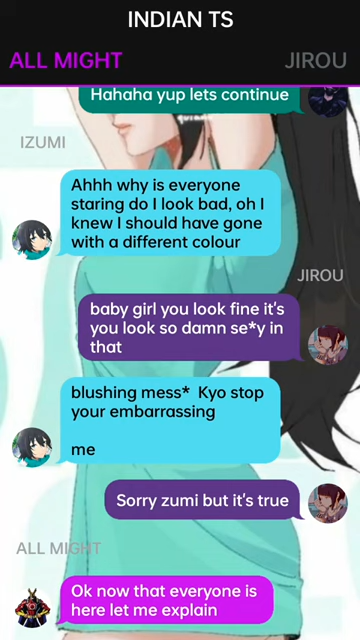 INDIAN TS
ALL MIGHT
JIROU
Hahaha yup lets continue
IZUMI
Ahhh why is everyone
staring do I look bad, oh I
knew I should have gone
with a different colour
JIROU
baby girl you look fine it's
you look so damn se*y in
that
blushing mess*  Kyo stop
your embarrassing
me
Sorry zumi but it's true
ALL MIGHT
Ok now that everyone is
here let me explain